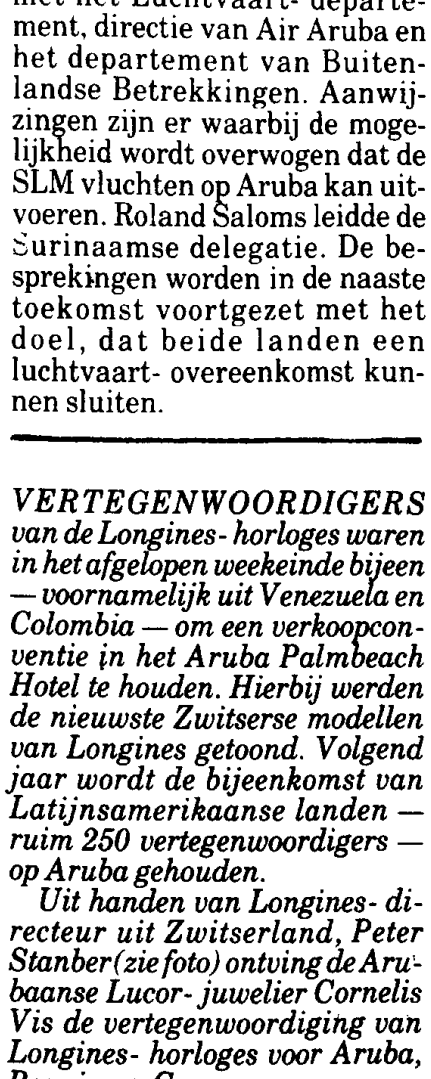 met het Luchtvaart- departe-
ment, directie van Air Aruba en
het departement van Buiten-
landse Betrekkingen. Aanwij-
zingen zijn er waarbij de moge-
lijkheid wordt overwogen dat de
SLM vluchten op Aruba kan uit-
voeren. Roland Saloms leidde de
Surinaamse delegatie. De be-
sprekingen worden in de naaste
toekomst voortgezet met het
doel, dat beide landen een
luchtvaart- overeenkomst kun-
nen sluiten.
VERTEGENWOORDIGERS
van de Longines- horloges waren
in het afgelopen weekeinde bijeen
— voornamelijk uit Venezuela en
Colombia — om een verkoopcon-
ventie in het Aruba Palmbeach
Hotel te houden. Hierbij werden
de nieuwste Zwitserse modellen
van Longines getoond. Volgend
jaar wordt de bijeenkomst van
Latijnsamerikaanse landen —
ruim 250 vertegenwoordigers —
op Aruba gehouden.
Uit handen van Longines- di-
recteur uit Zwitserland, Peter
Stanber (zie foto) ontving de Aru-
baanse Lucor- juwelier Cornelis
Vis de vertegenwoordiging van
Longines- horloges voor Aruba,